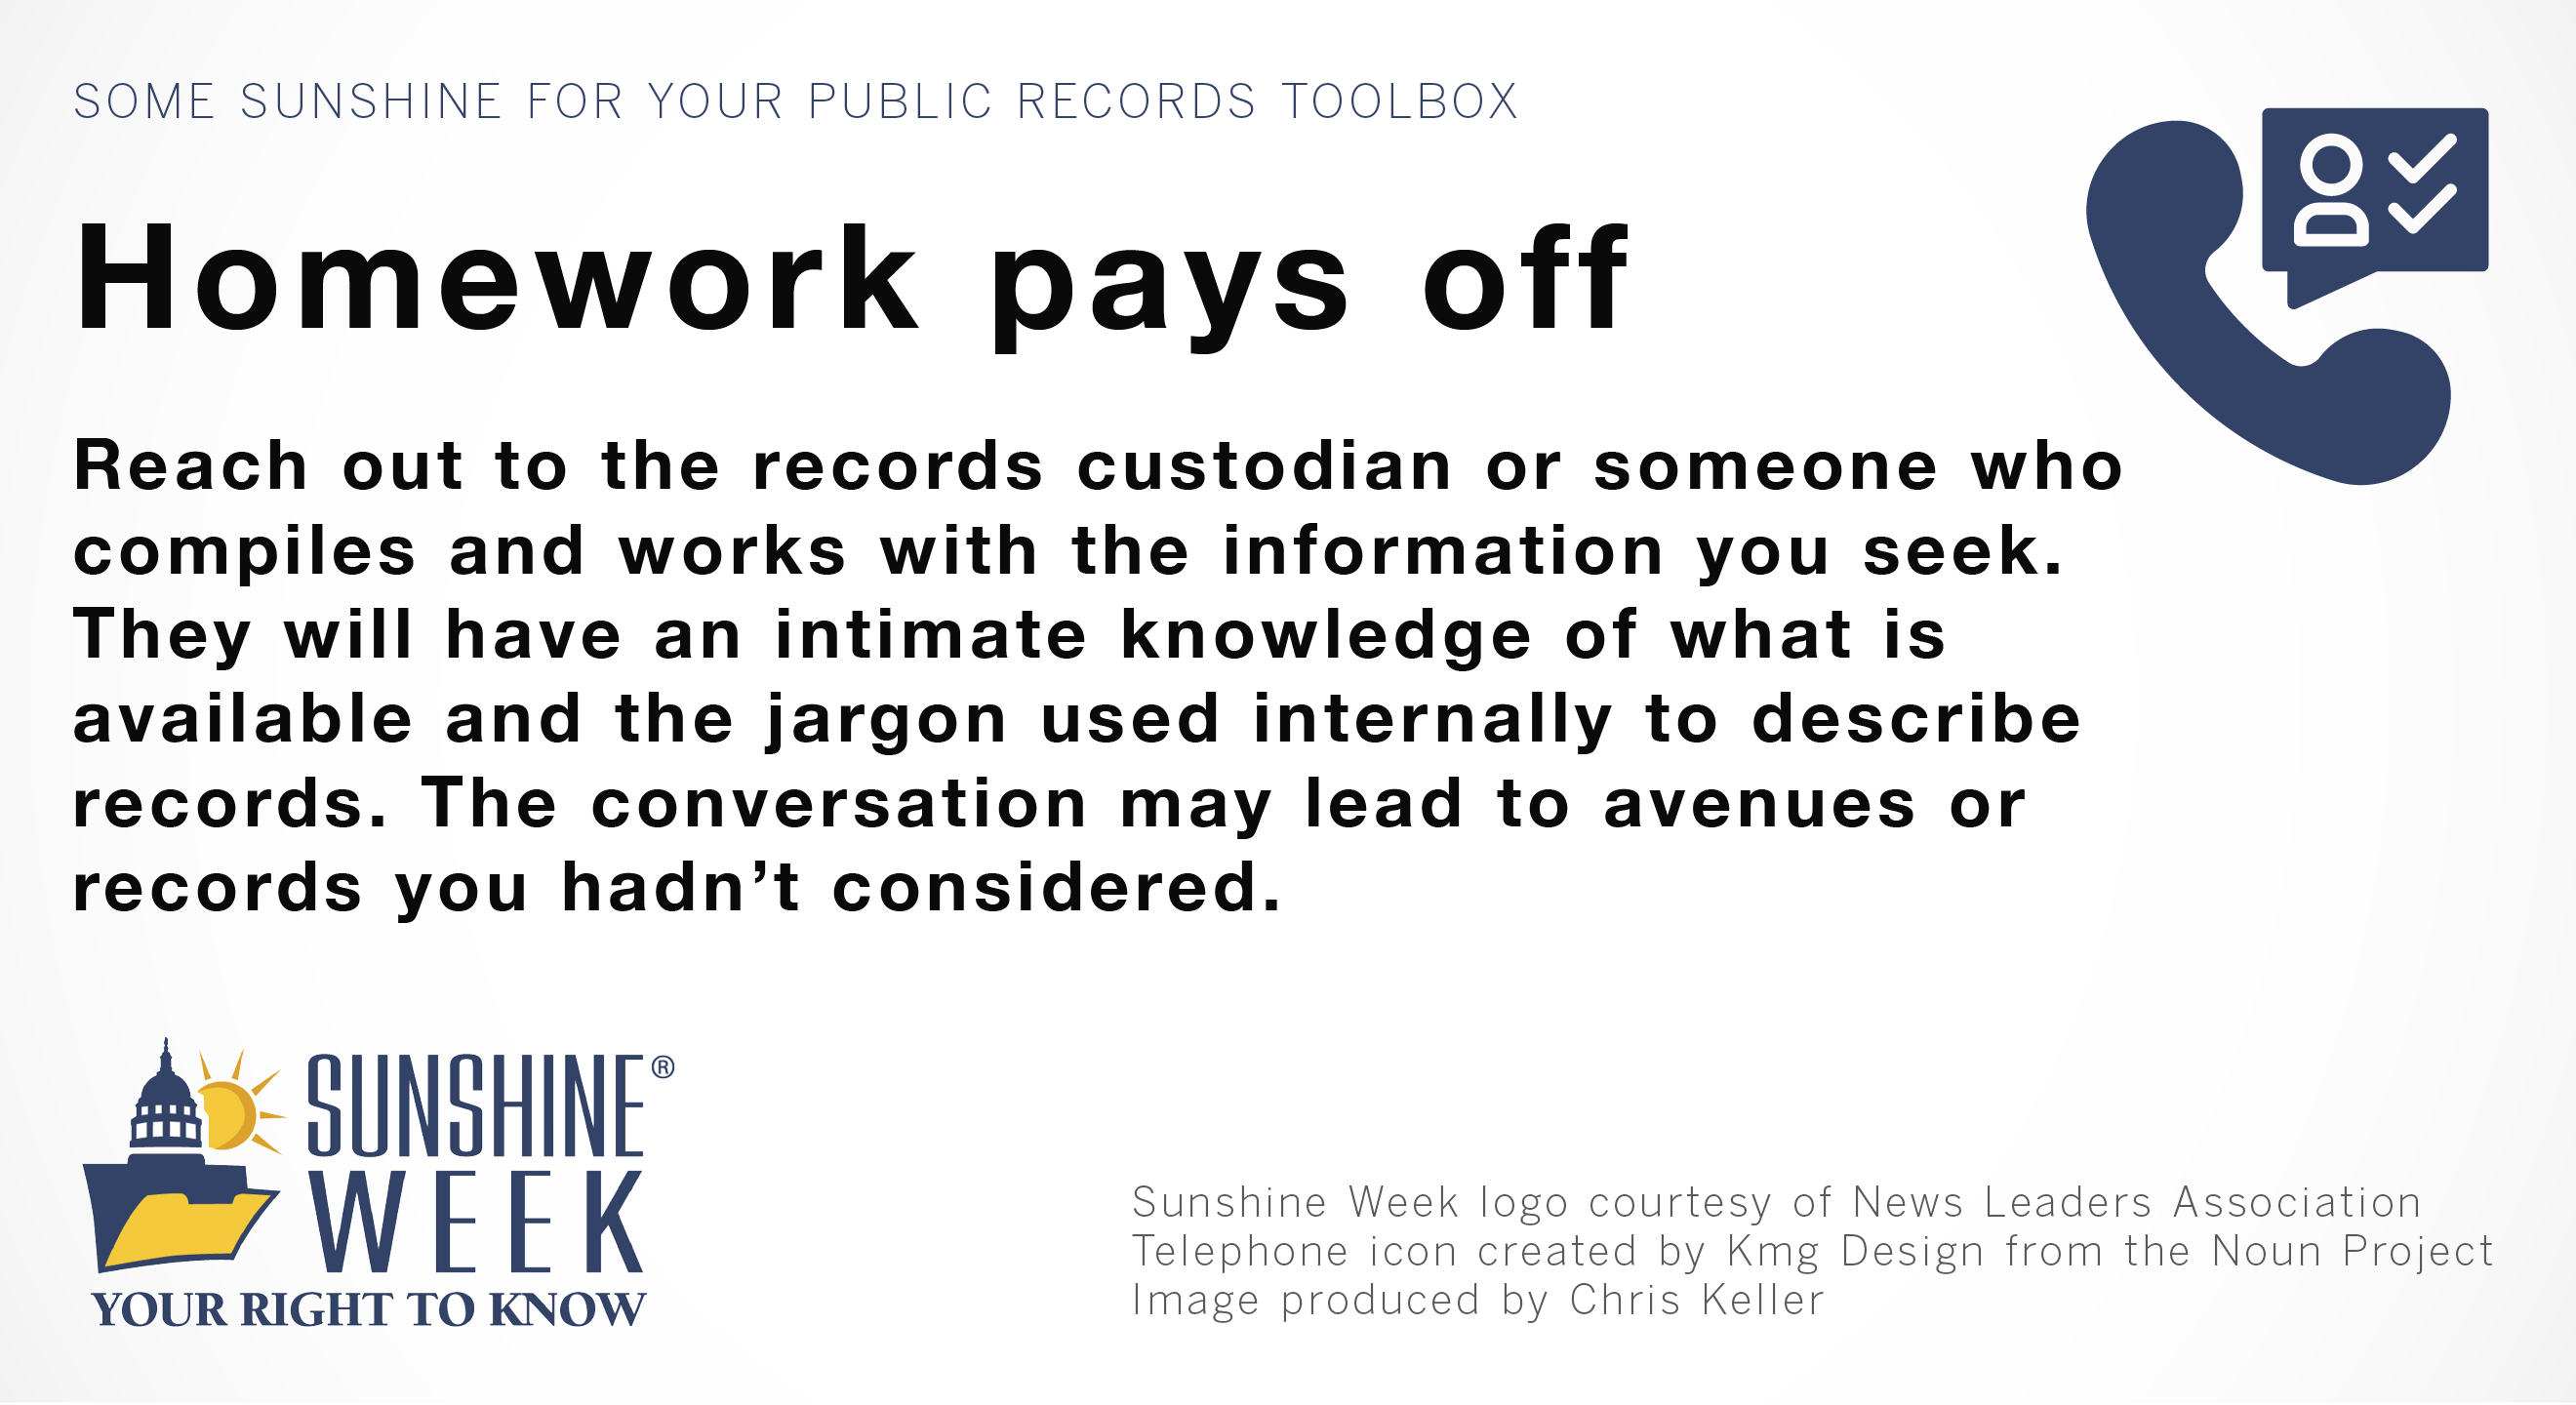 SOME SUNSHINE FOR YOUR PUBLIC RECORDS TOOLBOX
Homework pays off
Reach out to the records custodian or someone who
compiles and works with the information you seek.
They will have an intimate knowledge of what is
available and the jargon used internally to describe
records. The conversation may lead to avenues or
records you hadn’t considered.
SUNSHINE®
WEEK
YOUR RIGHT TO KNOW
Sunshine Week logo courtesy of News Leaders Association
Telephone icon created by Kmg Design from the Noun Project
Image produced by Chris Keller